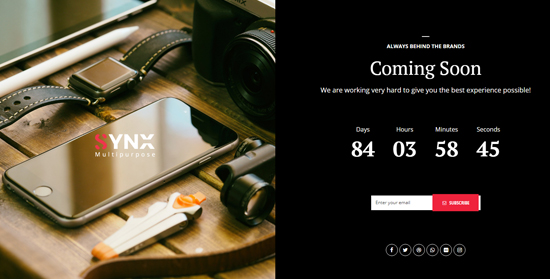 SYNX
Multipurpose
ALWAYS BEHIND THE BRANDS
Coming Soon
We are working very hard to give you the best experience possible!
Days Hours Minutes Seconds
84 03 58 45
Enter your email SUBSCRIBE